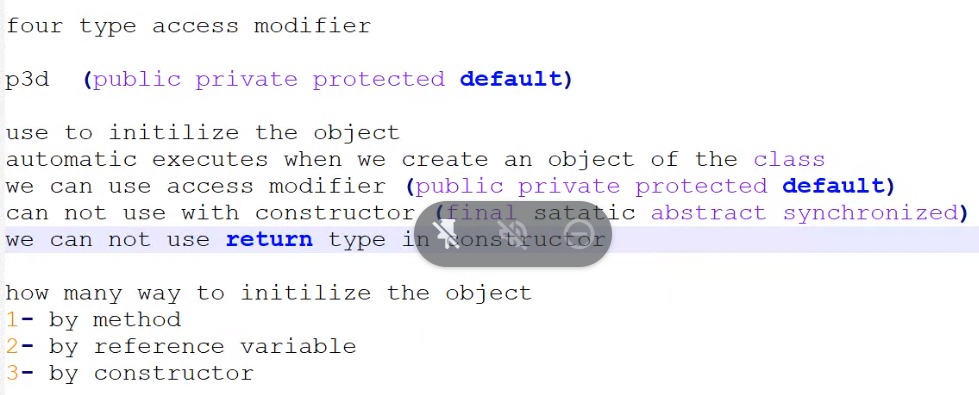 four type access modifier
p3d (public private protected default)
use to initilize the object
automatic executes when we create an object of the class
we can use access modifier (public private protected default)
can not use with constructor (final satatic abstract synchronized)
we can not use return type in constructor
how many way to initilize the object
1- by method
2- by reference variable
3- by constructor